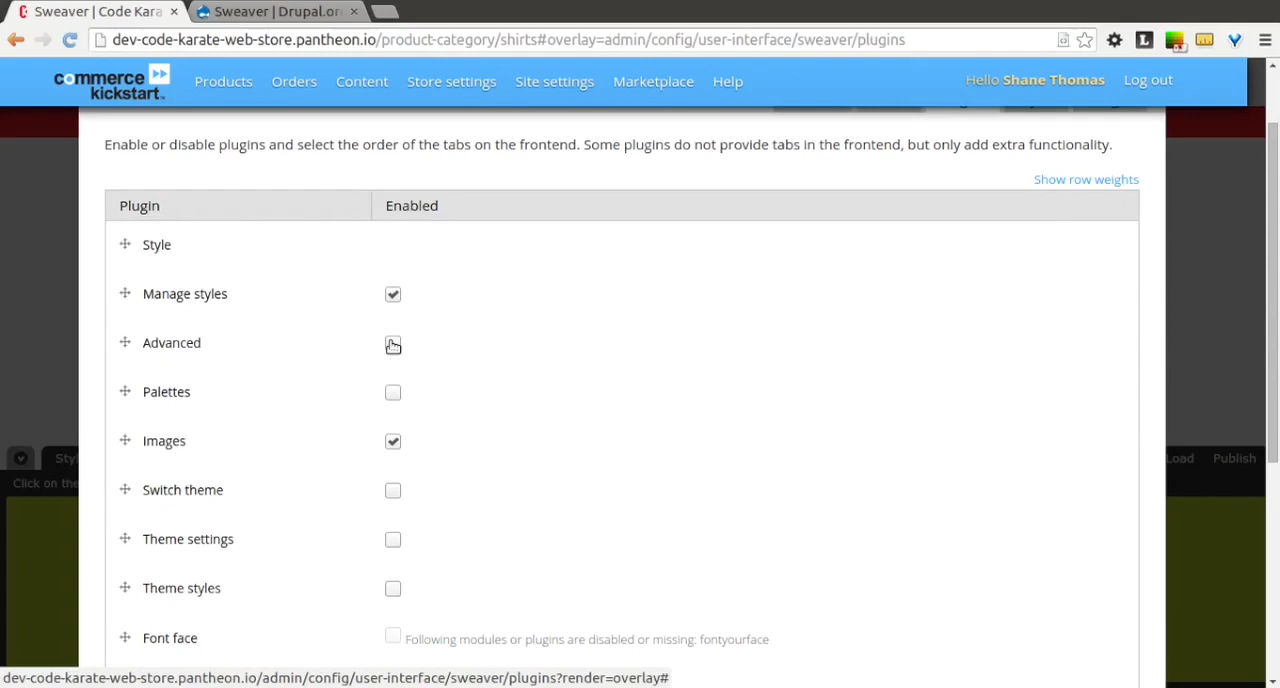 Sweaver | Code Kara
Sweaver | Drupal.or
dev-code-karate-web-store.pantheon.io/product-category/shirts#overlay=admin/config/user-interface/sweaver/plugins
commerce kickstart
Products Orders Content Store settings Site settings Marketplace Help Hello Shane Thomas Log out
Enable or disable plugins and select the order of the tabs on the frontend. Some plugins do not provide tabs in the frontend, but only add extra functionality.
Show row weights
Plugin Enabled
Style
Manage styles
Advanced
Palettes
Images
Switch theme
Theme settings
Theme styles
Font face Following modules or plugins are disabled or missing: fontyourface
Styl Load Publish
Click on the
dev-code-karate-web-store.pantheon.io/admin/config/user-interface/sweaver/plugins?render=overlay#